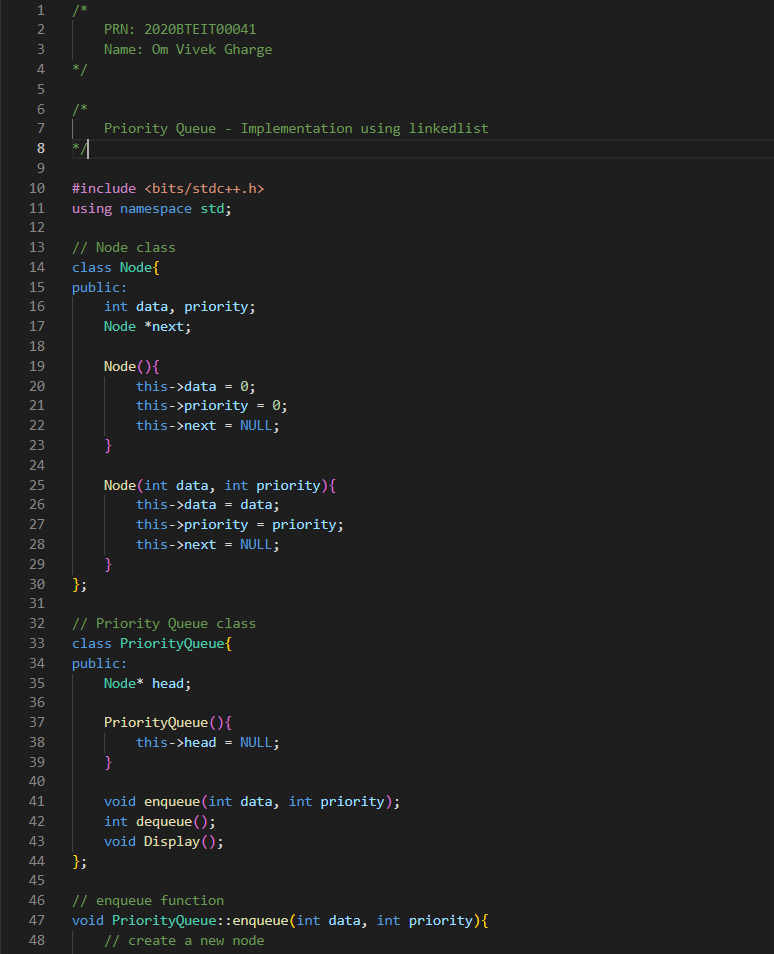 1 /*
2     PRN: 2020BTEIT00041
3     Name: Om Vivek Gharge
4 */
5
6 /*
7     Priority Queue - Implementation using linkedlist
8 */
9
10 #include <bits/stdc++.h>
11 using namespace std;
12
13 // Node class
14 class Node{
15 public:
16     int data, priority;
17     Node *next;
18
19     Node(){
20         this->data = 0;
21         this->priority = 0;
22         this->next = NULL;
23     }
24
25     Node(int data, int priority){
26         this->data = data;
27         this->priority = priority;
28         this->next = NULL;
29     }
30 };
31
32 // Priority Queue class
33 class PriorityQueue{
34 public:
35     Node* head;
36
37     PriorityQueue(){
38         this->head = NULL;
39     }
40
41     void enqueue(int data, int priority);
42     int dequeue();
43     void Display();
44 };
45
46 // enqueue function
47 void PriorityQueue::enqueue(int data, int priority){
48     // create a new node